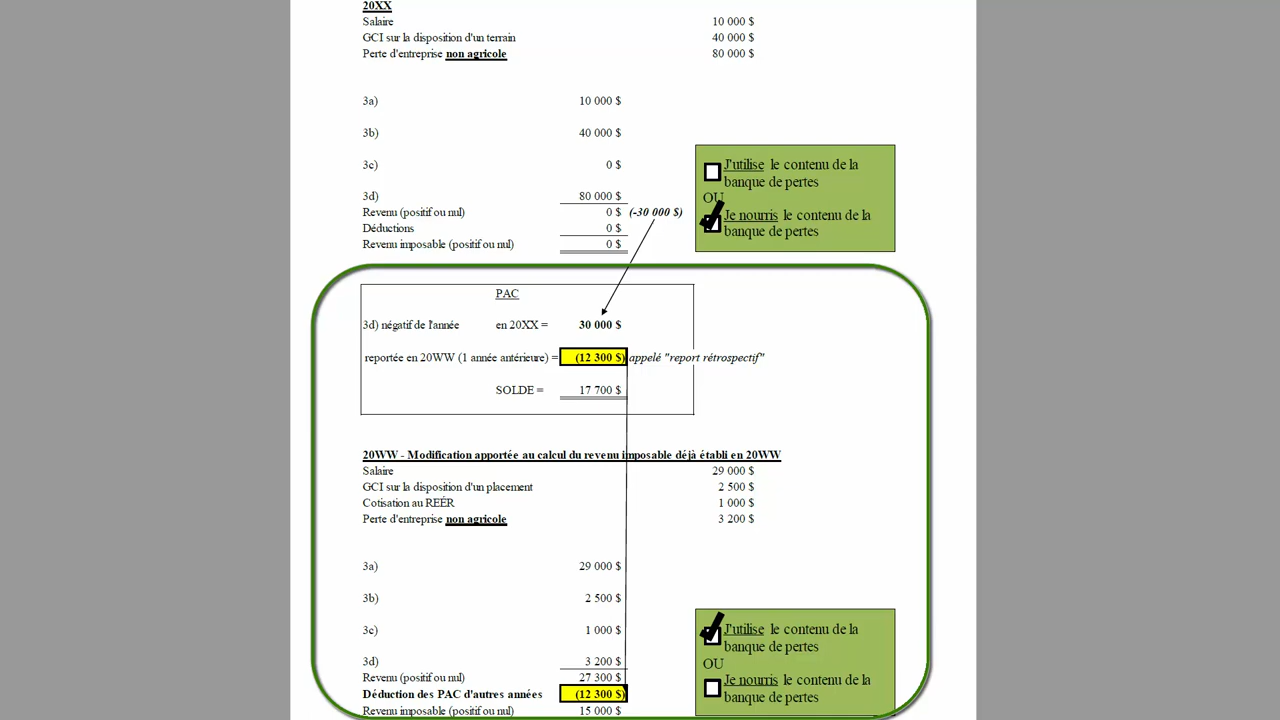 20XX
Salaire 10 000 $
GCI sur la disposition d'un terrain 40 000 $
Perte d'entreprise non agricole 80 000 $
3a) 10 000 $
3b) 40 000 $
3c) 0 $
3d) 80 000 $
Revenu (positif ou nul) 0 $ (-30 000 $)
Déductions 0 $
Revenu imposable (positif ou nul) 0 $
J'utilise le contenu de la
banque de pertes
OU
Je nourris le contenu de la
banque de pertes
PAC
3d) négatif de l'année en 20XX = 30 000 $
reportée en 20WW (1 année antérieure) = (12 300 $) appelé "report rétrospectif"
SOLDE = 17 700 $
20WW - Modification apportée au calcul du revenu imposable déjà établi en 20WW
Salaire 29 000 $
GCI sur la disposition d'un placement 2 500 $
Cotisation au REÉR 1 000 $
Perte d'entreprise non agricole 3 200 $
3a) 29 000 $
3b) 2 500 $
3c) 1 000 $
3d) 3 200 $
Revenu (positif ou nul) 27 300 $
Déduction des PAC d'autres années (12 300 $)
Revenu imposable (positif ou nul) 15 000 $
J'utilise le contenu de la
banque de pertes
OU
Je nourris le contenu de la
banque de pertes